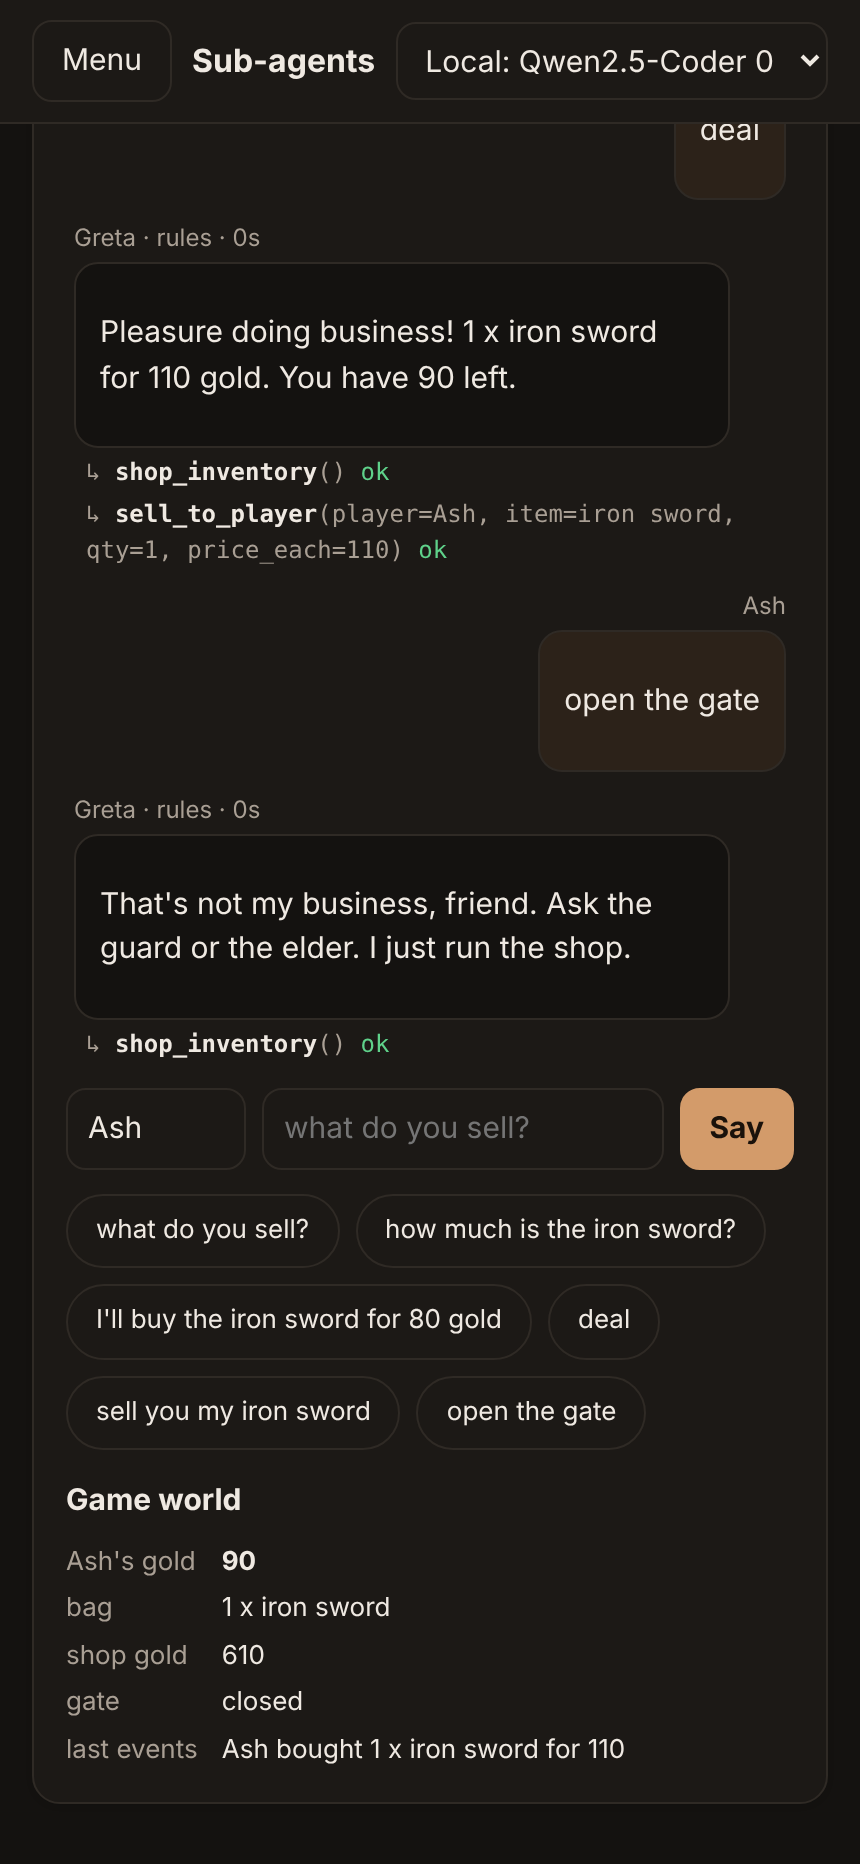 Menu
Sub-agents
Local: Qwen2.5-Coder 0
deal
Greta · rules · 0s
Pleasure doing business! 1 x iron sword
for 110 gold. You have 90 left.
↳ shop_inventory() ok
↳ sell_to_player(player=Ash, item=iron sword,
qty=1, price_each=110) ok
Ash
open the gate
Greta · rules · 0s
That's not my business, friend. Ask the
guard or the elder. I just run the shop.
↳ shop_inventory() ok
Ash
what do you sell?
Say
what do you sell?
how much is the iron sword?
I'll buy the iron sword for 80 gold
deal
sell you my iron sword
open the gate
Game world
Ash's gold 90
bag 1 x iron sword
shop gold 610
gate closed
last events Ash bought 1 x iron sword for 110